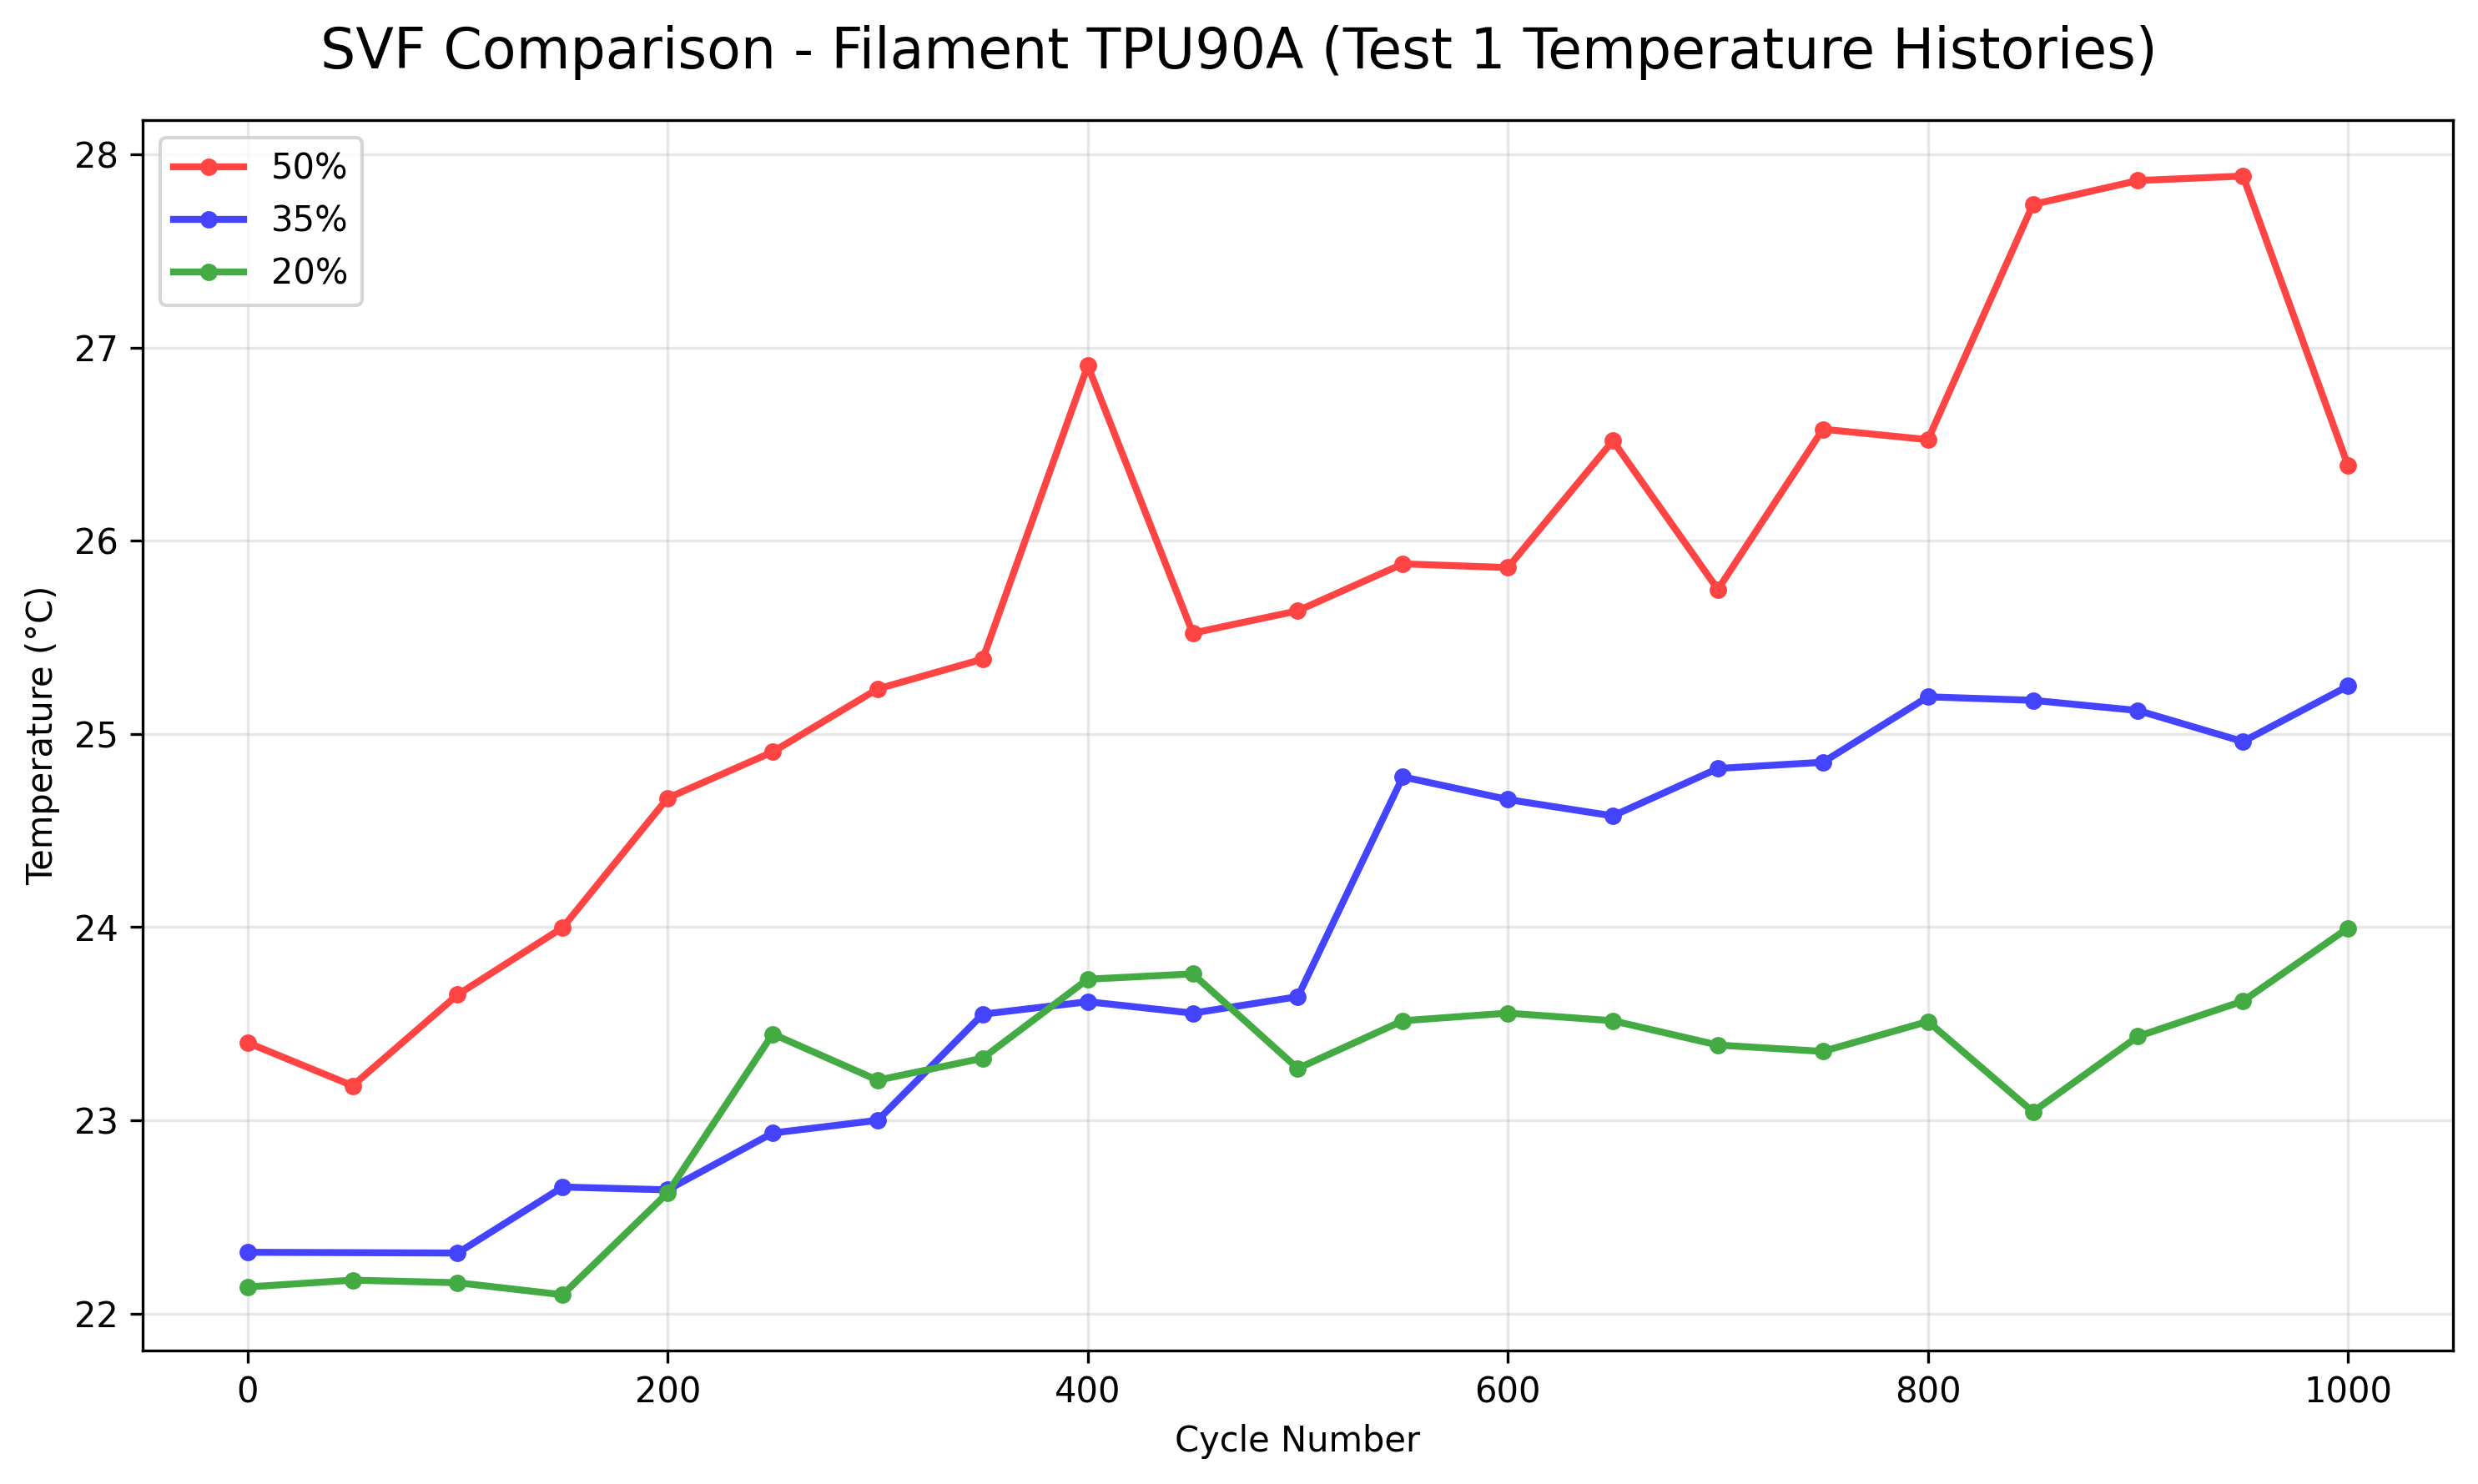 SVF Comparison - Filament TPU90A (Test 1 Temperature Histories)
50%
35%
20%
28
27
26
25
24
23
22
Temperature (°C)
0 200 400 600 800 1000
Cycle Number